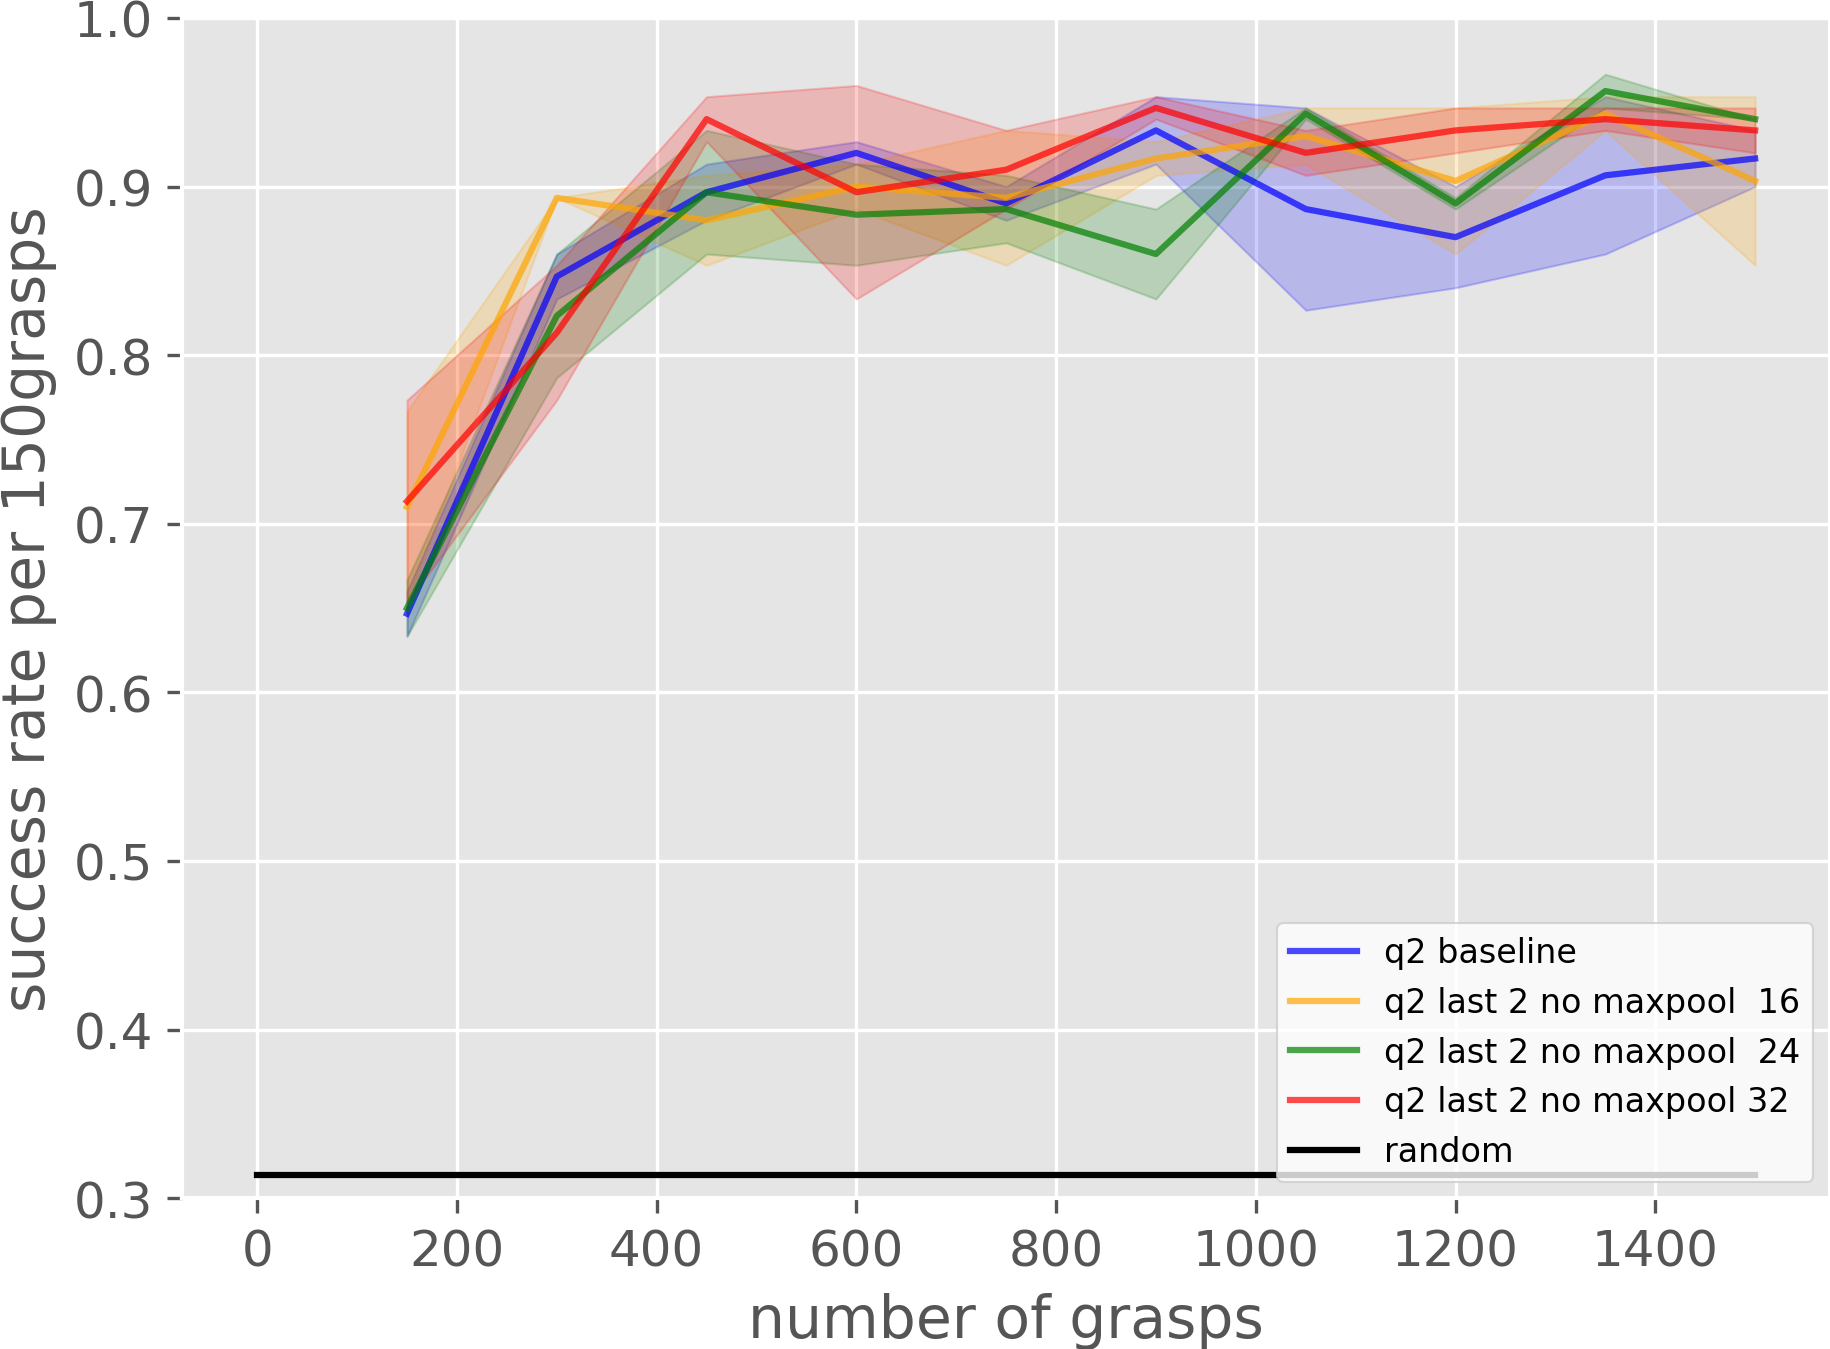 success rate per 150grasps
1.0
0.9
0.8
0.7
0.6
0.5
0.4
0.3
0
200
400
600
800
1000
1200
1400
number of grasps
q2 baseline
q2 last 2 no maxpool  16
q2 last 2 no maxpool  24
q2 last 2 no maxpool 32
random